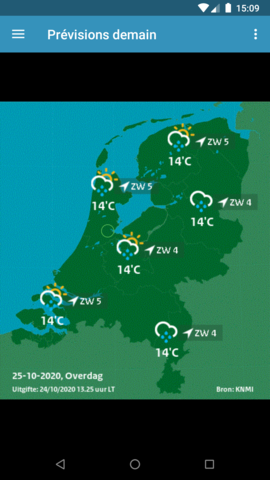 15:09
Prévisions demain
ZW 5
14°C
ZW 5
14°C
ZW 4
14°C
ZW 4
14°C
ZW 5
14°C
ZW 4
14°C
25-10-2020, Overdag
Uitgifte: 24/10/2020 13.25 uur LT
Bron: KNMI